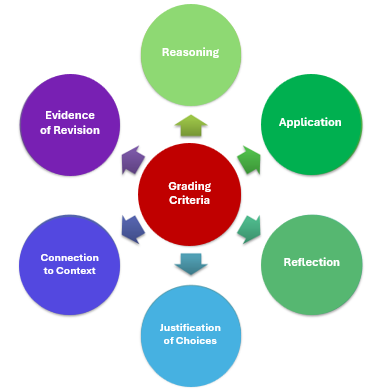 Reasoning
Evidence
of Revision
Application
Grading
Criteria
Connection
to Context
Reflection
Justification
of Choices